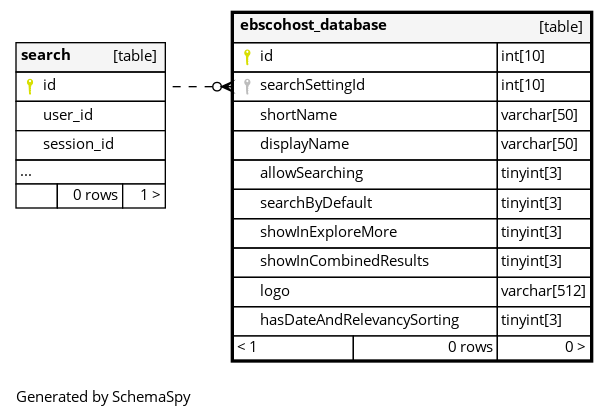 search [table]
id
user_id
session_id
...
0 rows 1 >
ebscohost_database [table]
id int[10]
searchSettingId int[10]
shortName varchar[50]
displayName varchar[50]
allowSearching tinyint[3]
searchByDefault tinyint[3]
showInExploreMore tinyint[3]
showInCombinedResults tinyint[3]
logo varchar[512]
hasDateAndRelevancySorting tinyint[3]
< 1 0 rows 0 >
Generated by SchemaSpy